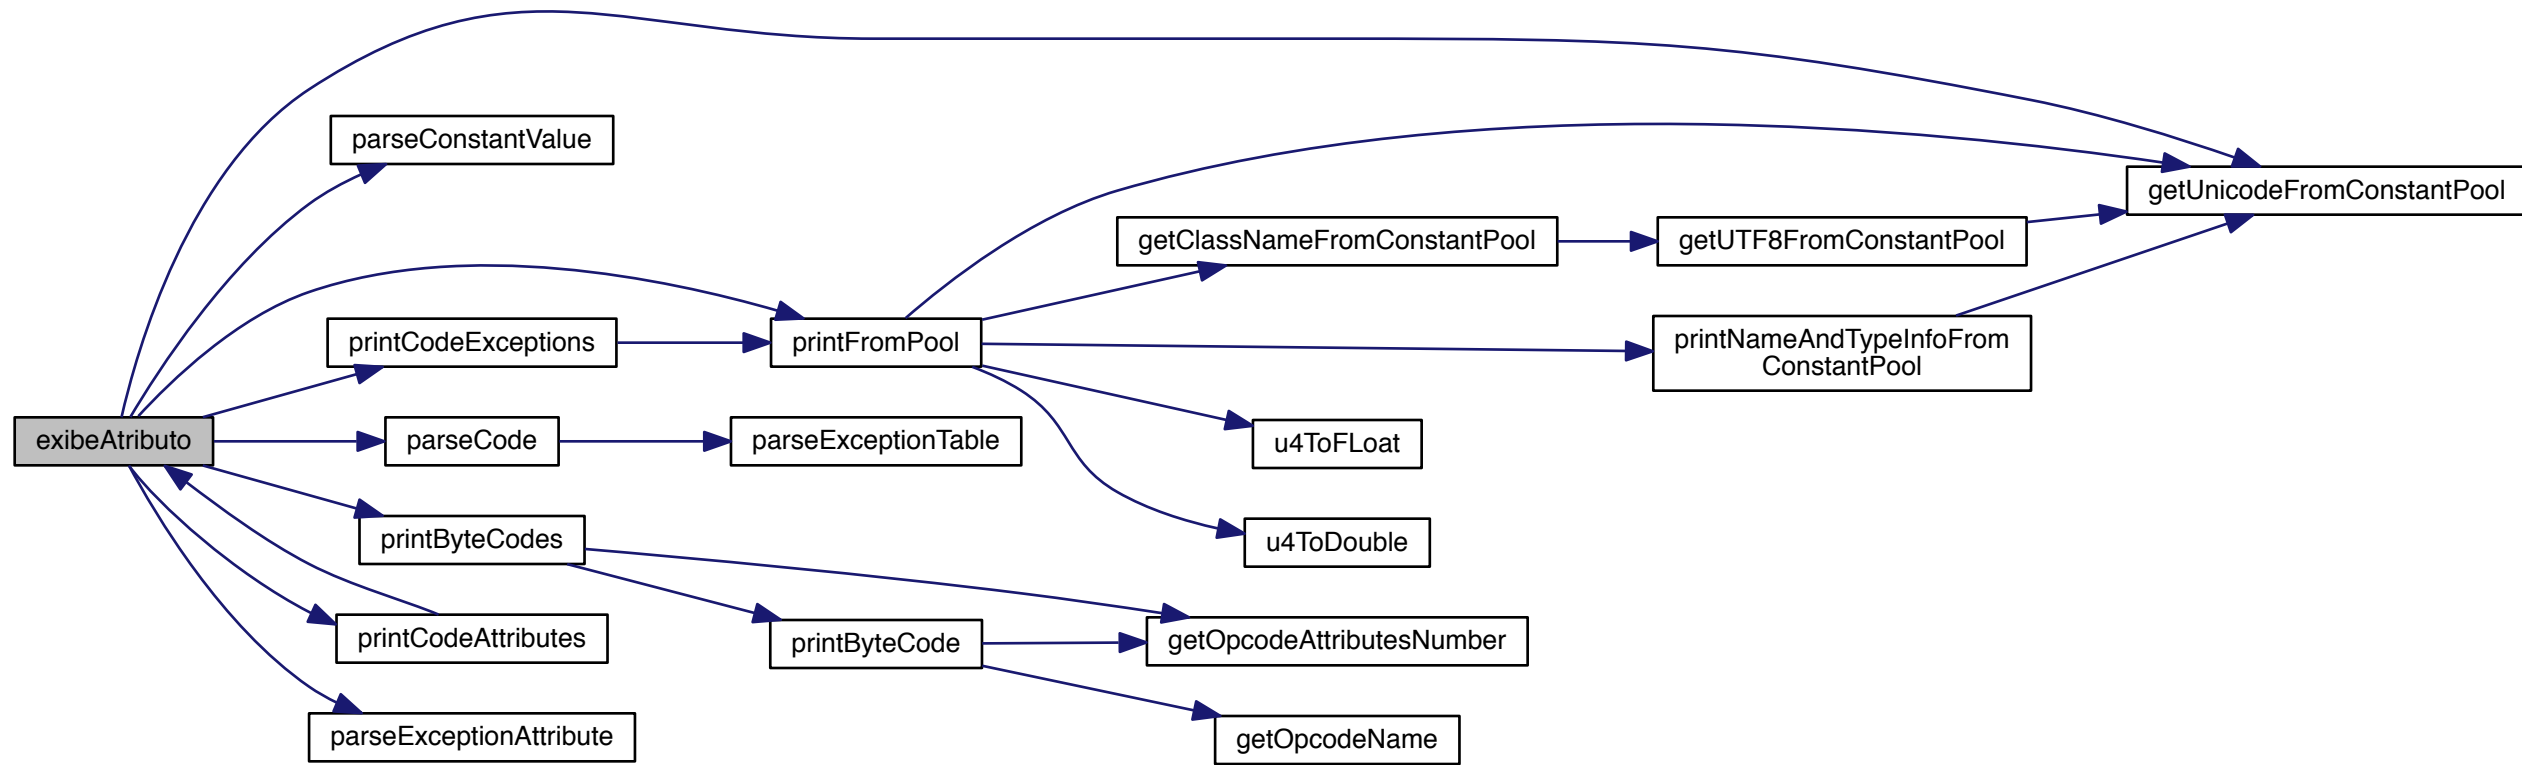 parseConstantValue
getUnicodeFromConstantPool
getClassNameFromConstantPool
getUTF8FromConstantPool
printCodeExceptions
printFromPool
printNameAndTypeInfoFrom
ConstantPool
exibeAtributo
parseCode
parseExceptionTable
u4ToFLoat
printByteCodes
u4ToDouble
printCodeAttributes
printByteCode
getOpcodeAttributesNumber
parseExceptionAttribute
getOpcodeName